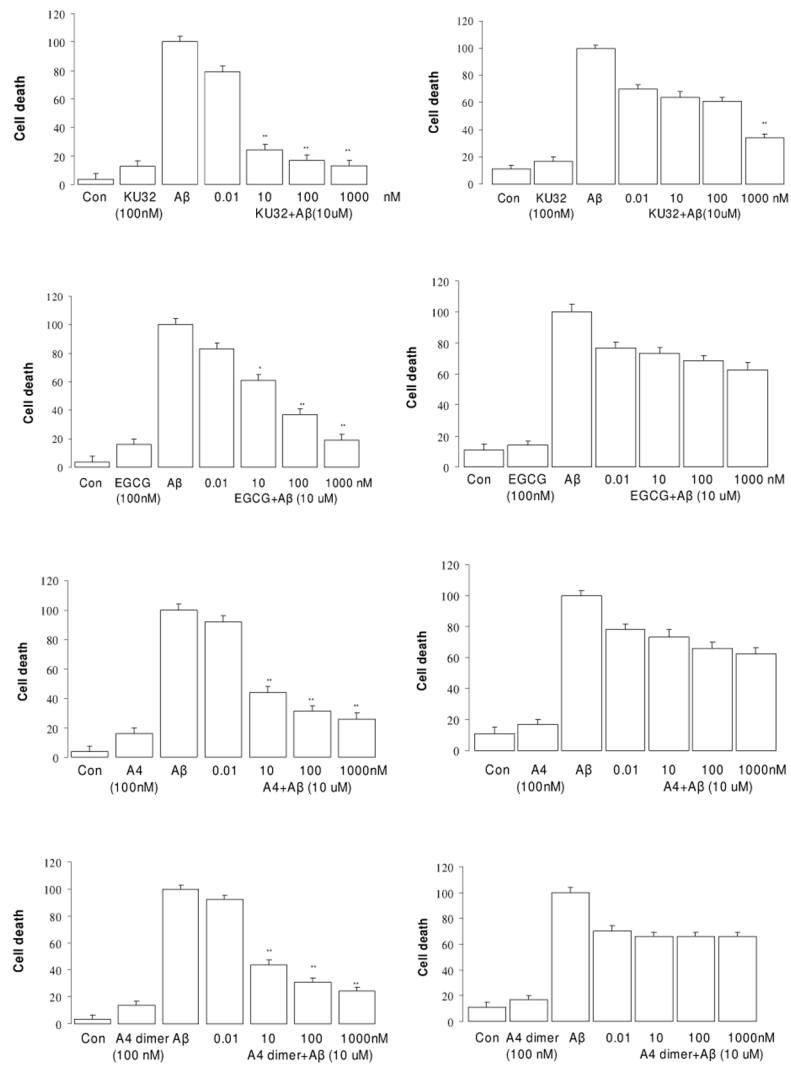 120
100
80
60
40
20
0
Cell death
Con KU32 Aβ 0.01 10 100 1000 nM
(100nM) KU32+Aβ(10uM)
** ** **
120
100
80
60
40
20
0
Cell death
Con KU32 Aβ 0.01 10 100 1000 nM
(100nM) KU32+Aβ(10uM)
**
120
100
80
60
40
20
0
Cell death
Con EGCG Aβ 0.01 10 100 1000 nM
(100nM) EGCG+Aβ (10 uM)
* ** **
120
100
80
60
40
20
0
Cell death
Con EGCG Aβ 0.01 10 100 1000 nM
(100nM) EGCG+Aβ (10 uM)
120
100
80
60
40
20
0
Cell death
Con A4 Aβ 0.01 10 100 1000nM
(100nM) A4+Aβ (10 uM)
** ** **
120
100
80
60
40
20
0
Cell death
Con A4 Aβ 0.01 10 100 1000nM
(100nM) A4+Aβ (10 uM)
120
100
80
60
40
20
0
Cell death
Con A4 dimer Aβ 0.01 10 100 1000nM
(100 nM) A4 dimer+Aβ (10 uM)
** ** **
120
100
80
60
40
20
0
Cell death
Con A4 dimer Aβ 0.01 10 100 1000nM
(100 nM) A4 dimer+Aβ (10 uM)